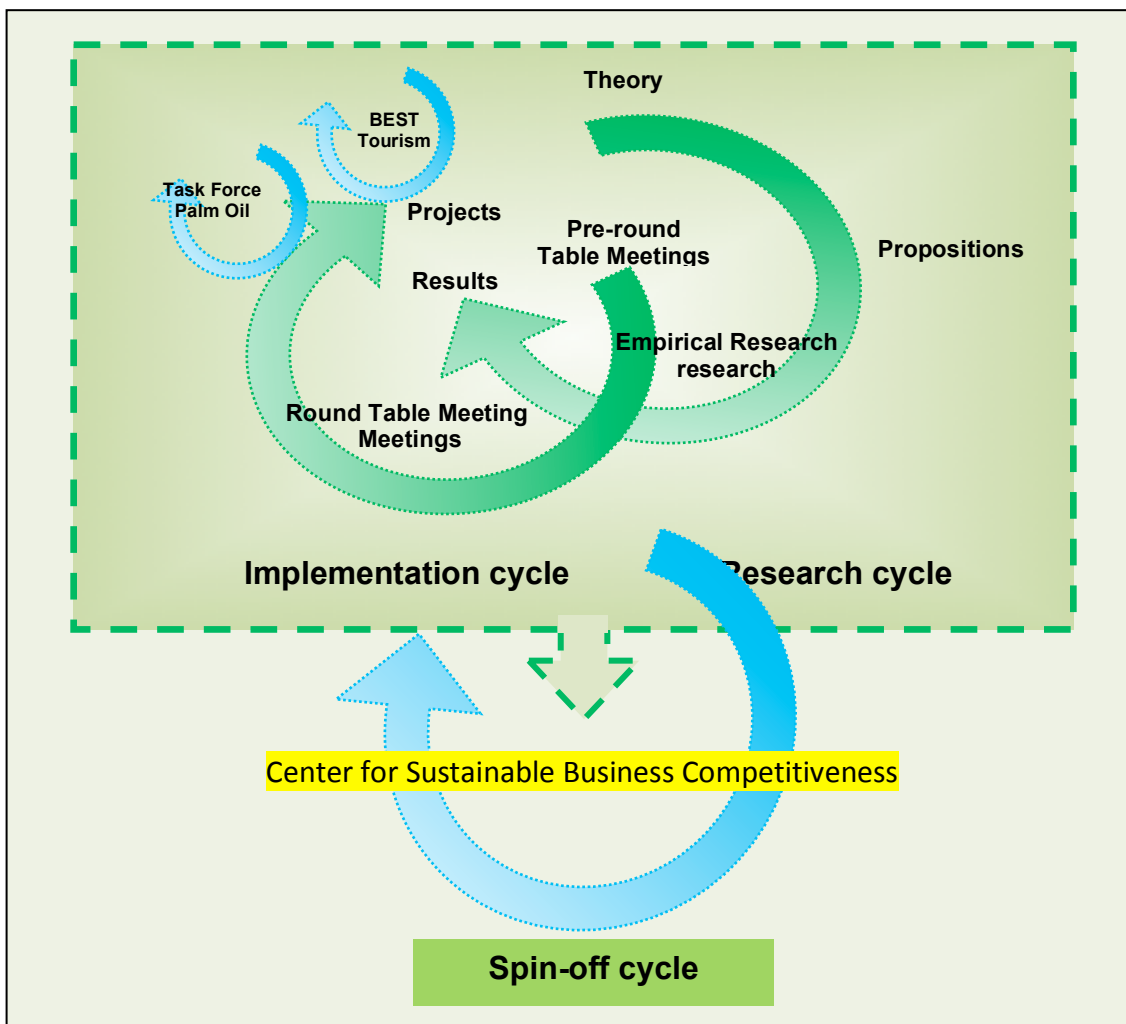 Theory
BEST
Tourism
Task Force
Palm Oil
Projects
Pre-round
Table Meetings
Propositions
Results
Empirical Research
research
Round Table Meeting
Meetings
Implementation cycle
Research cycle
Center for Sustainable Business Competitiveness
Spin-off cycle